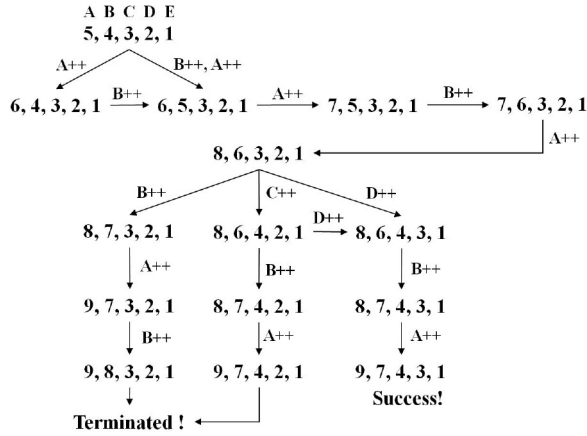 A B C D E
5, 4, 3, 2, 1
A++ B++, A++
6, 4, 3, 2, 1 B++ 6, 5, 3, 2, 1 A++ 7, 5, 3, 2, 1 B++ 7, 6, 3, 2, 1
8, 6, 3, 2, 1 A++
B++ C++ D++
8, 7, 3, 2, 1 8, 6, 4, 2, 1 D++ 8, 6, 4, 3, 1
A++ B++ B++
9, 7, 3, 2, 1 8, 7, 4, 2, 1 8, 7, 4, 3, 1
B++ A++ A++
9, 8, 3, 2, 1 9, 7, 4, 2, 1 9, 7, 4, 3, 1
Success!
Terminated !